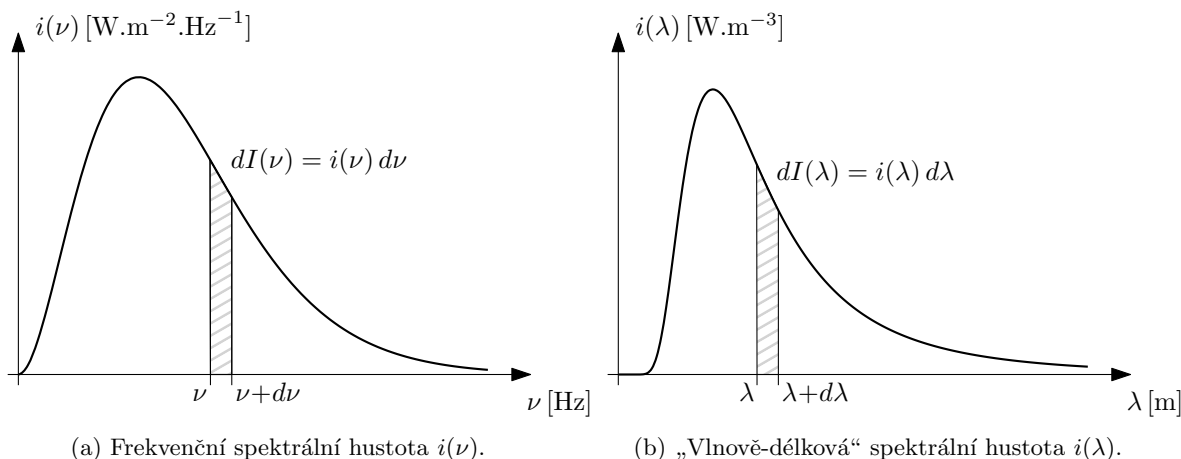 i(ν) [W.m⁻².Hz⁻¹]
dI(ν) = i(ν) dν
ν ν+dν
ν [Hz]
(a) Frekvenční spektrální hustota i(ν).
i(λ) [W.m⁻³]
dI(λ) = i(λ) dλ
λ λ+dλ
λ [m]
(b) „Vlnově-délková“ spektrální hustota i(λ).